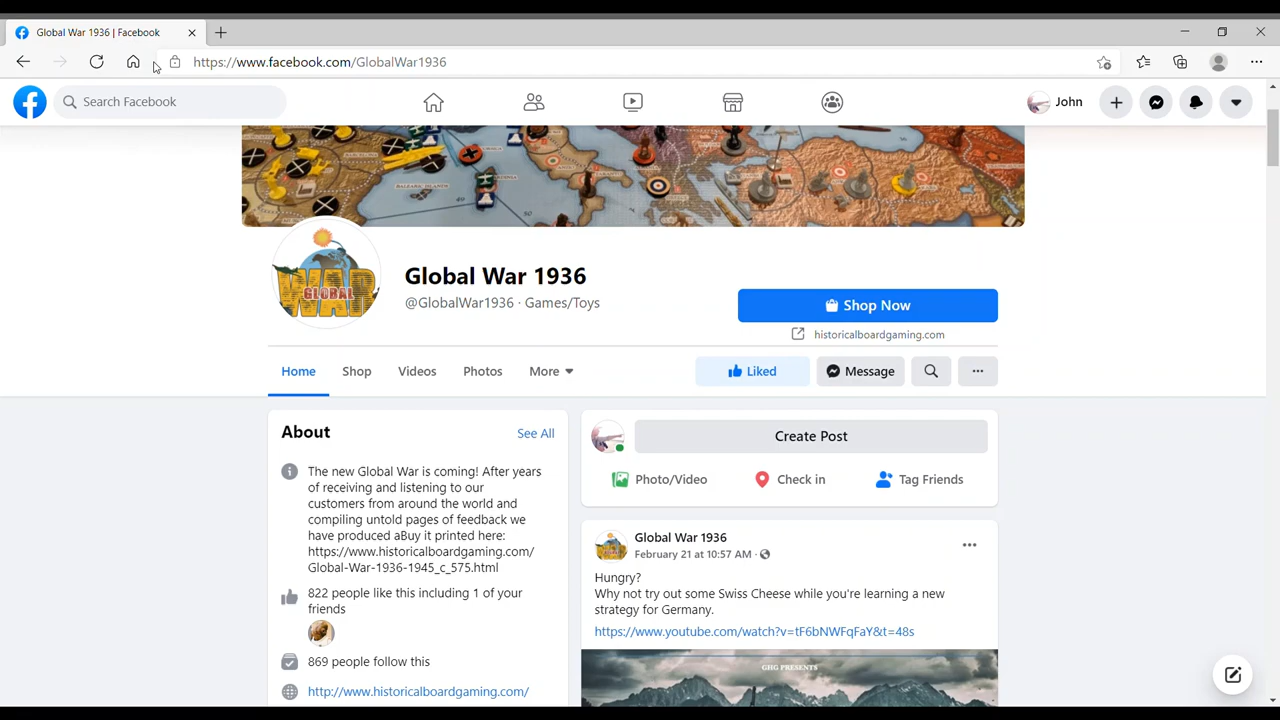 Global War 1936 | Facebook
https://www.facebook.com/GlobalWar1936
Search Facebook
John
BALEARIC ISLANDS
49
50
WAR
GLOBAL
Global War 1936
@GlobalWar1936 · Games/Toys
Shop Now
historicalboardgaming.com
Home
Shop
Videos
Photos
More
Liked
Message
About
See All
The new Global War is coming! After years
of receiving and listening to our
customers from around the world and
compiling untold pages of feedback we
have produced aBuy it printed here:
https://www.historicalboardgaming.com/
Global-War-1936-1945_c_575.html
822 people like this including 1 of your
friends
869 people follow this
http://www.historicalboardgaming.com/
Create Post
Photo/Video
Check in
Tag Friends
Global War 1936
February 21 at 10:57 AM ·
Hungry?
Why not try out some Swiss Cheese while you're learning a new
strategy for Germany.
https://www.youtube.com/watch?v=tF6bNWFqFaY&t=48s
GHG PRESENTS